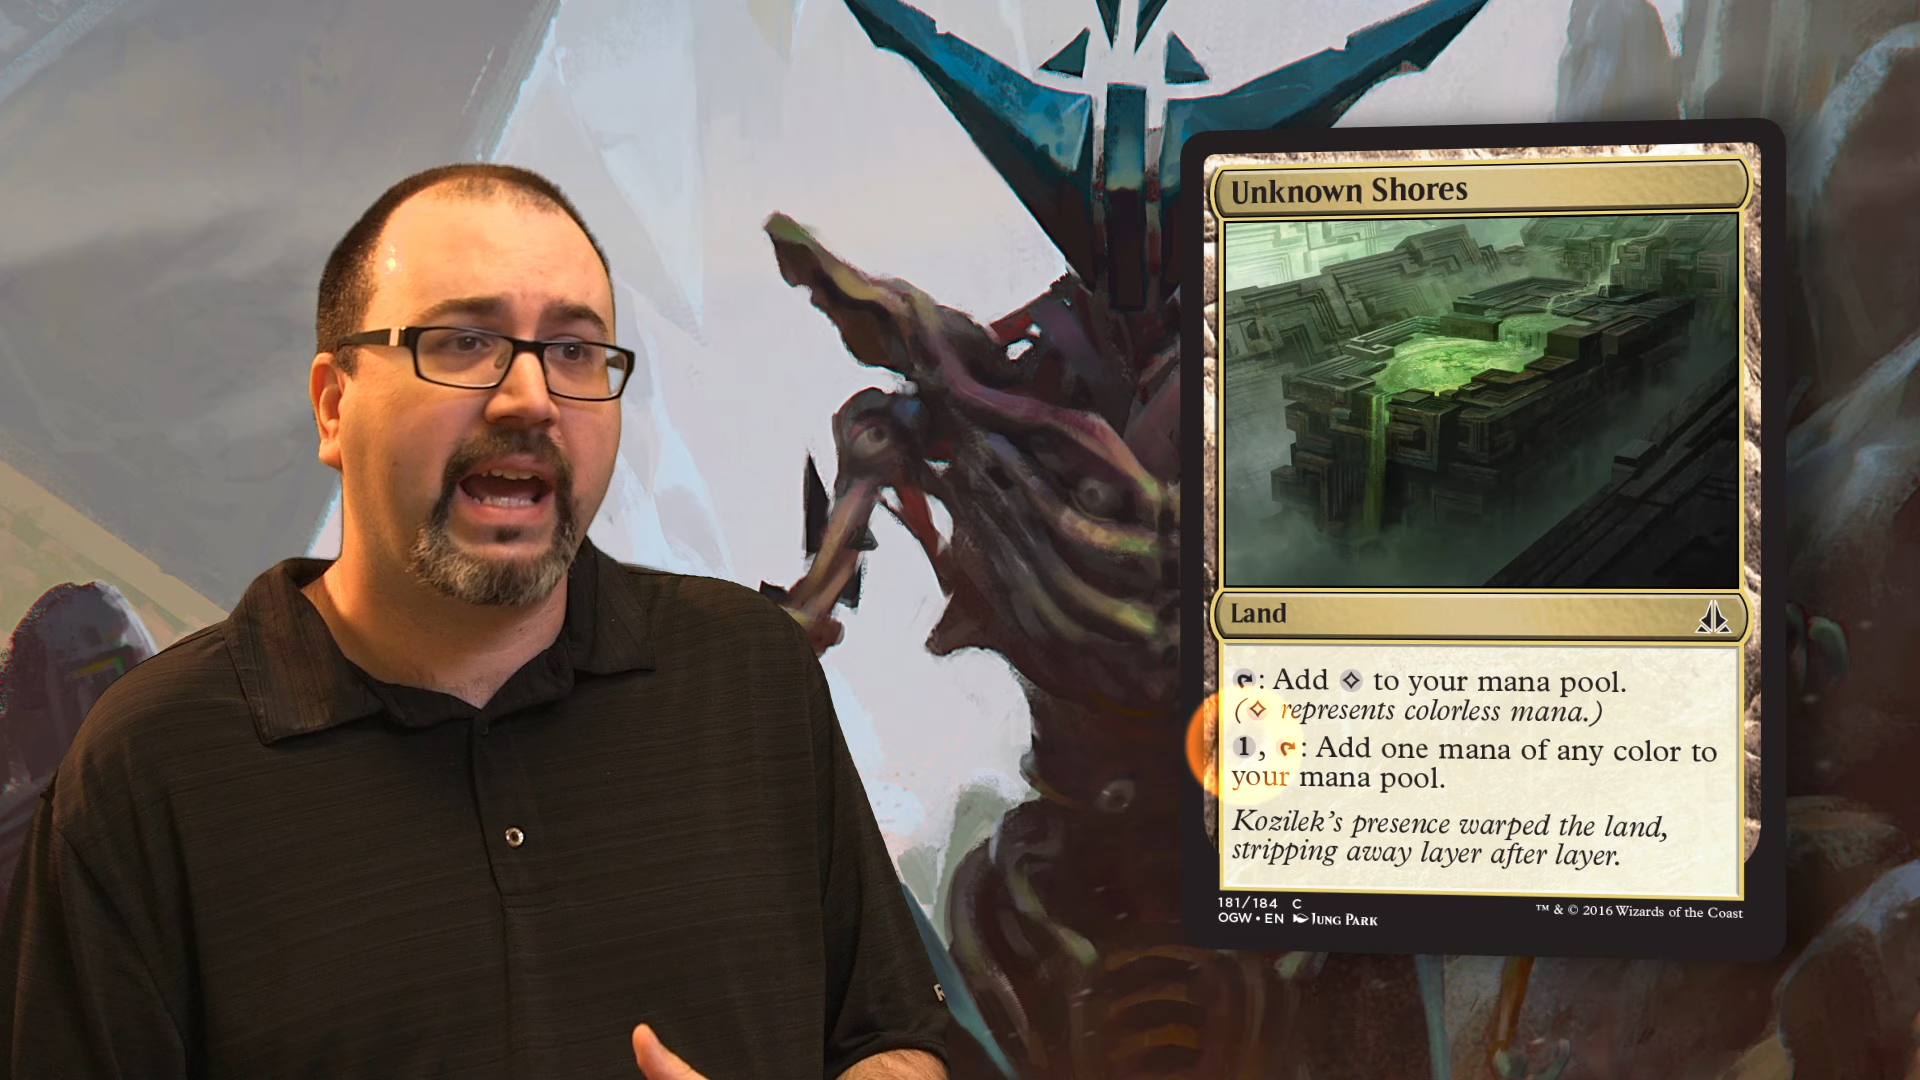 Unknown Shores
Land
: Add to your mana pool.
( represents colorless mana.)
1, : Add one mana of any color to
your mana pool.
Kozilek's presence warped the land,
stripping away layer after layer.
181/184 C
OGW • EN Jung Park
™ & © 2016 Wizards of the Coast
R